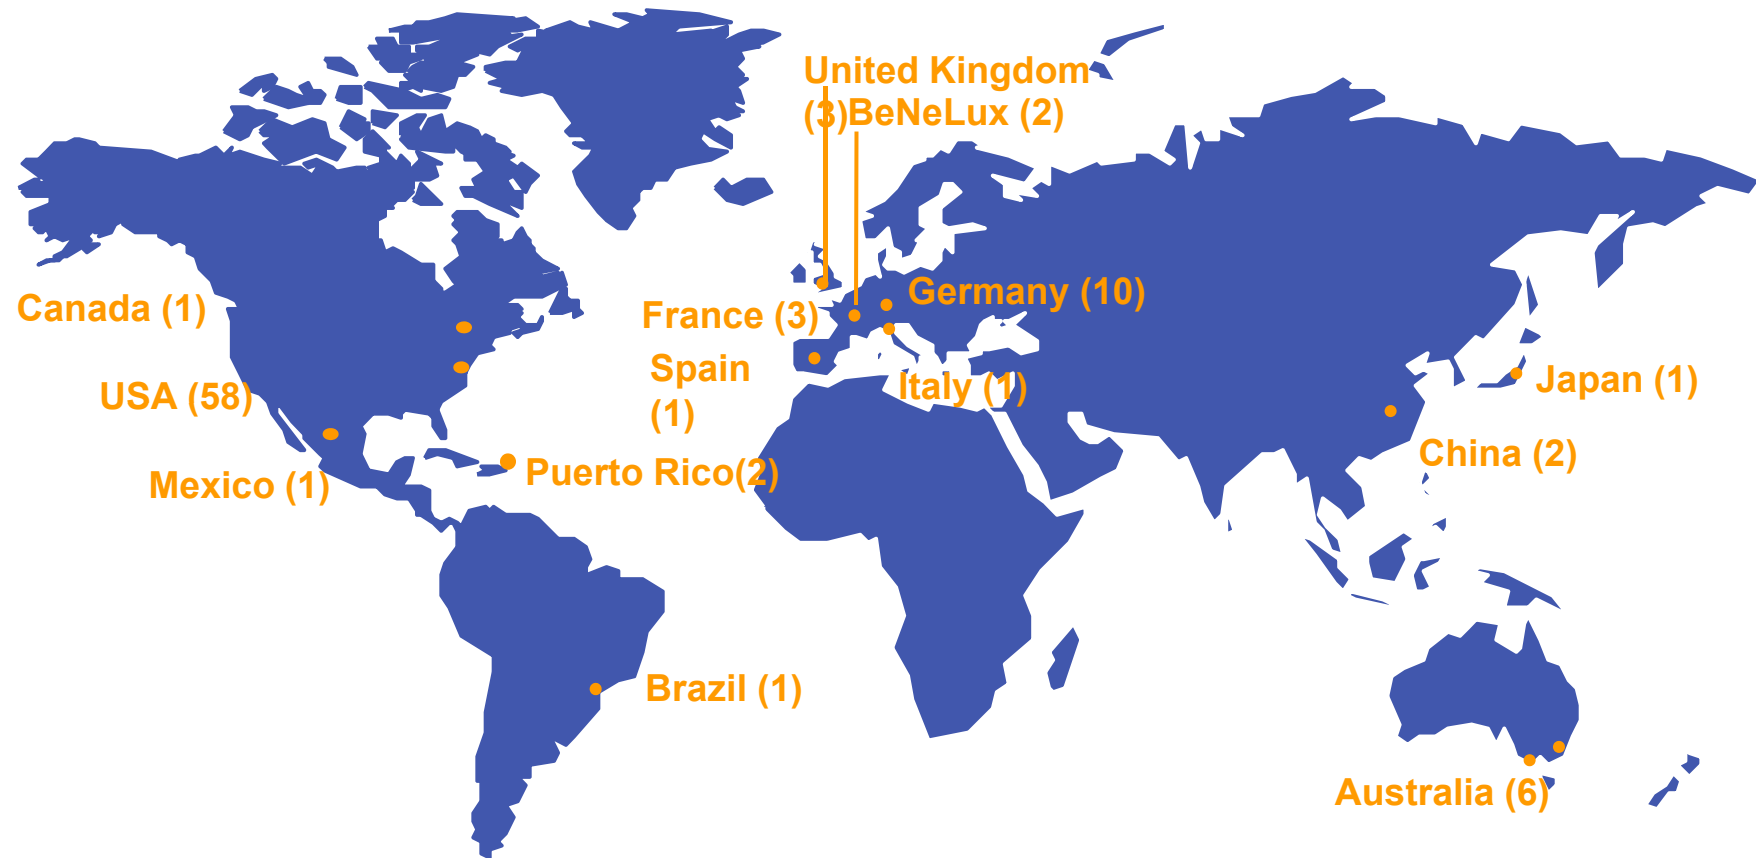 United Kingdom
(3)
BeNeLux (2)
Canada (1)
France (3)
Germany (10)
USA (58)
Spain
(1)
Italy (1)
Japan (1)
Mexico (1)
Puerto Rico(2)
China (2)
Brazil (1)
Australia (6)